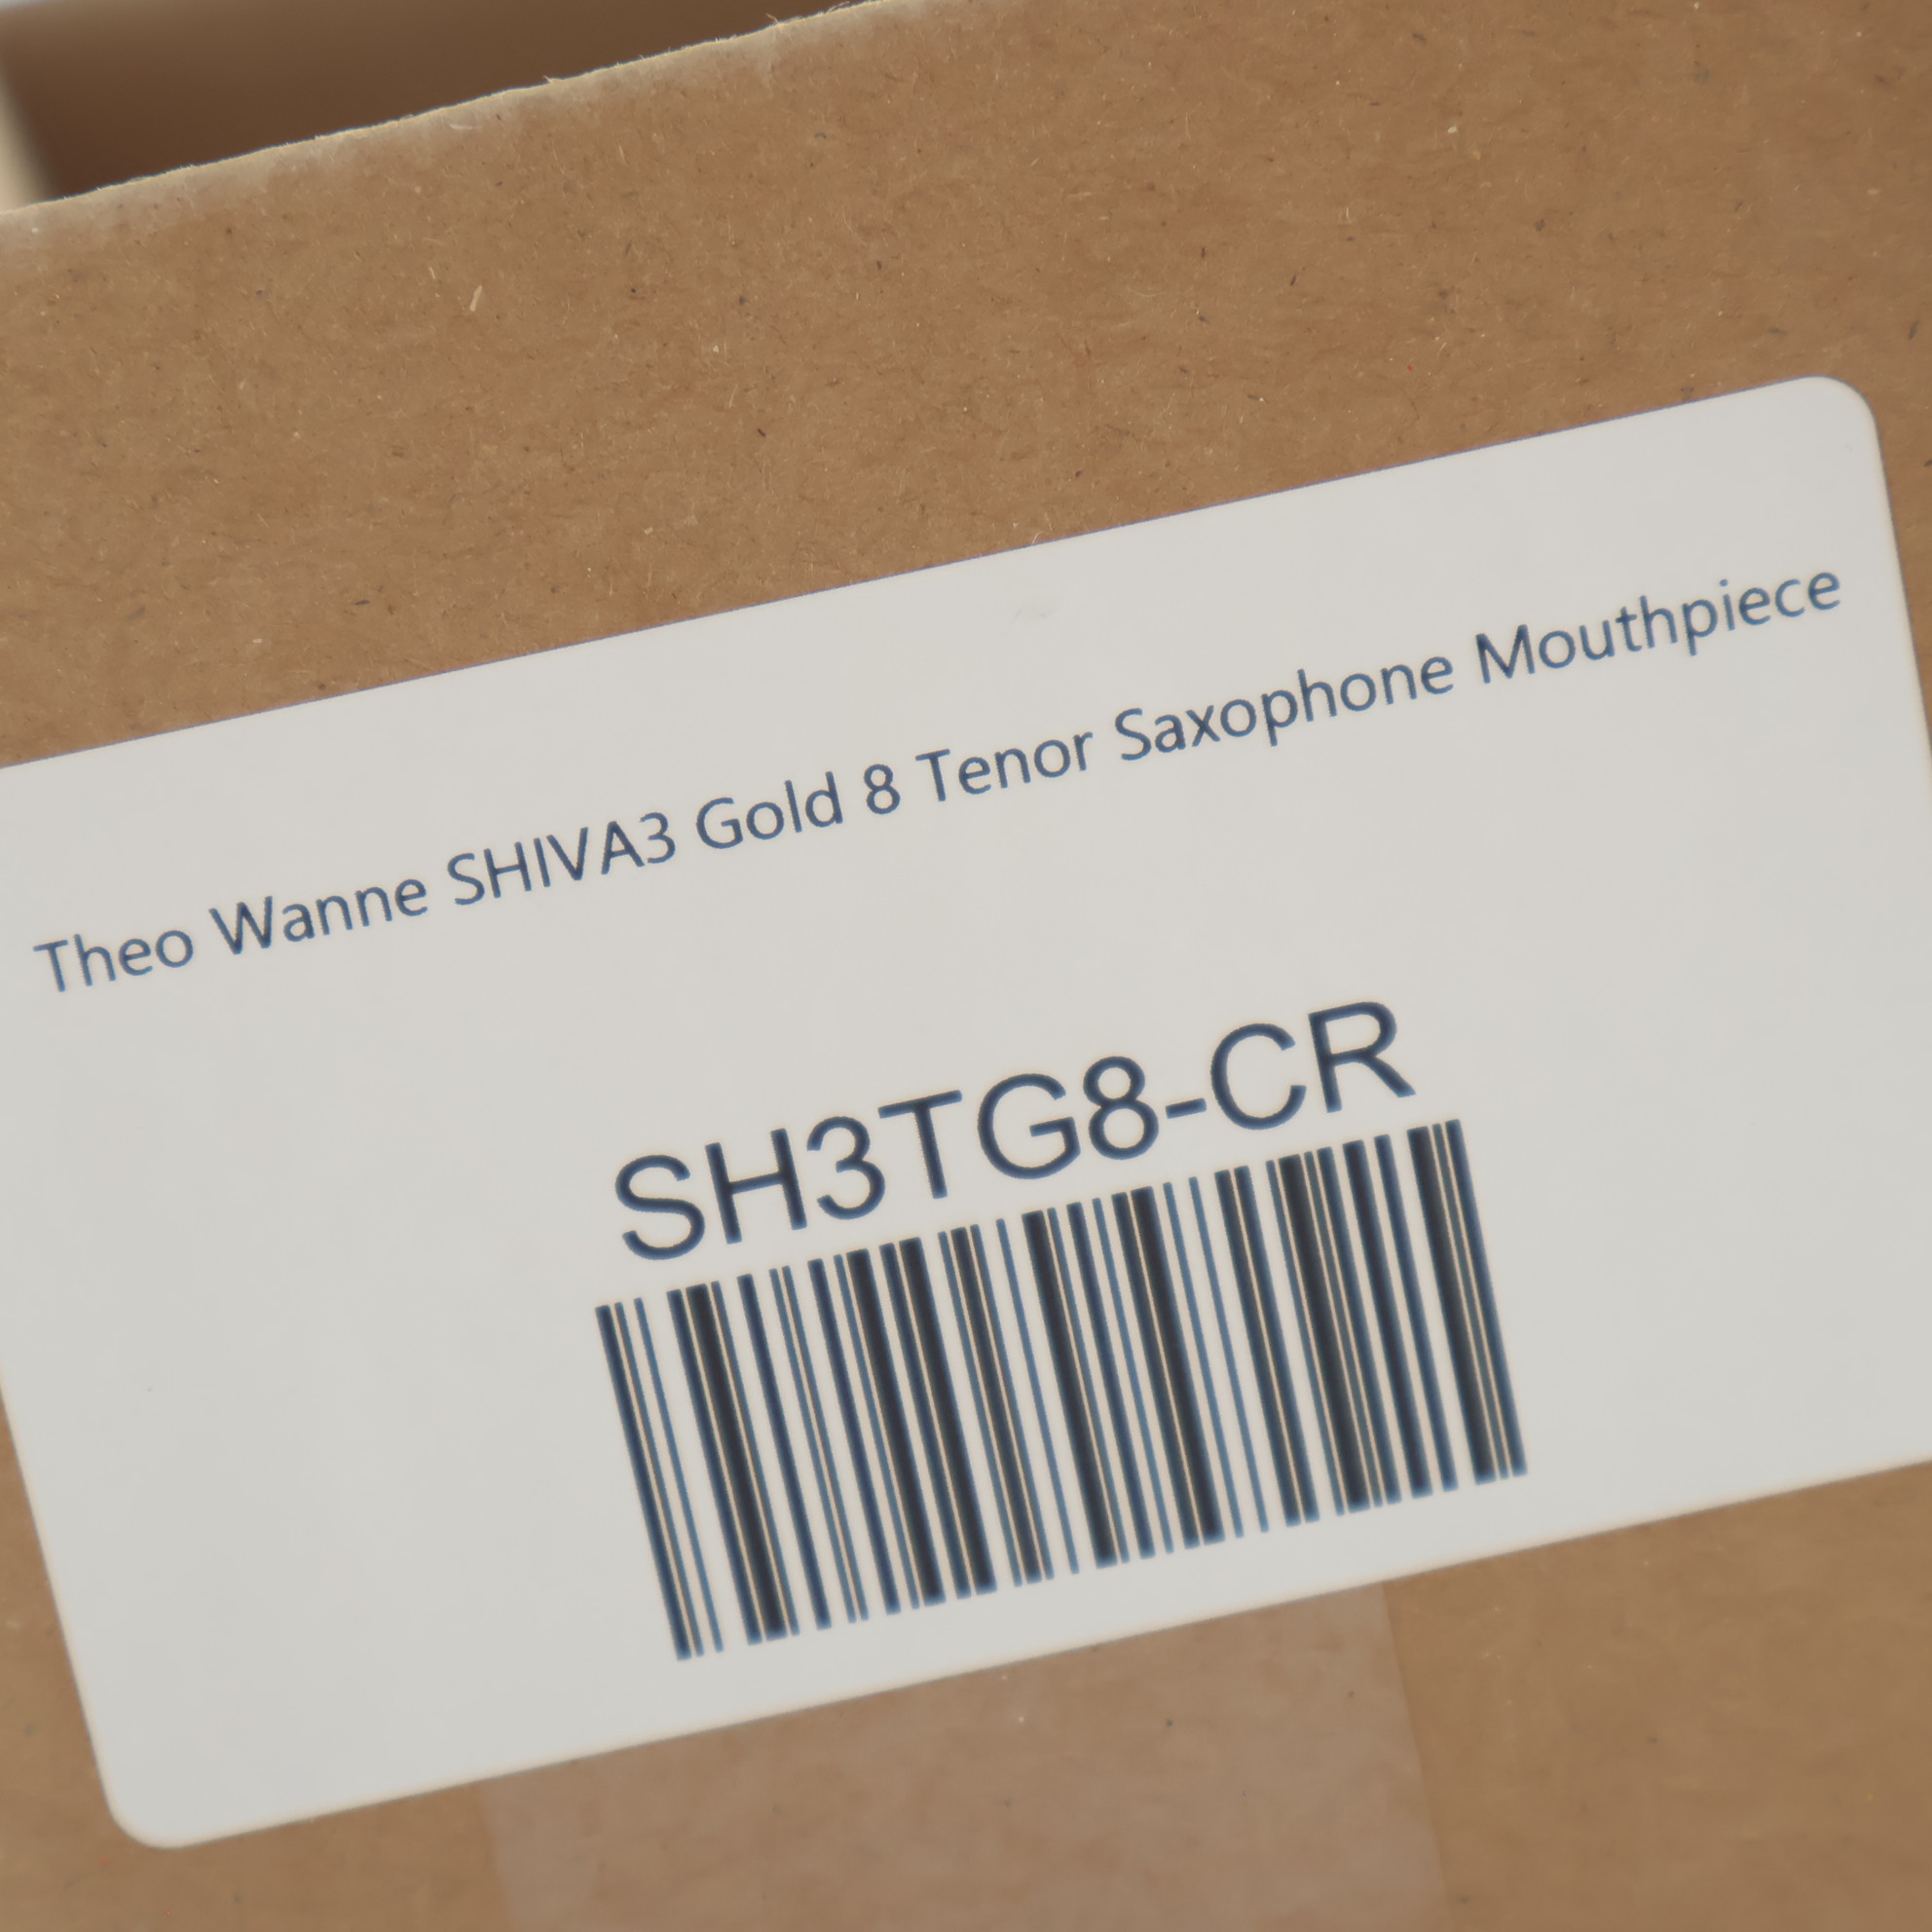 Theo Wanne SHIVA3 Gold 8 Tenor Saxophone Mouthpiece
SH3TG8-CR